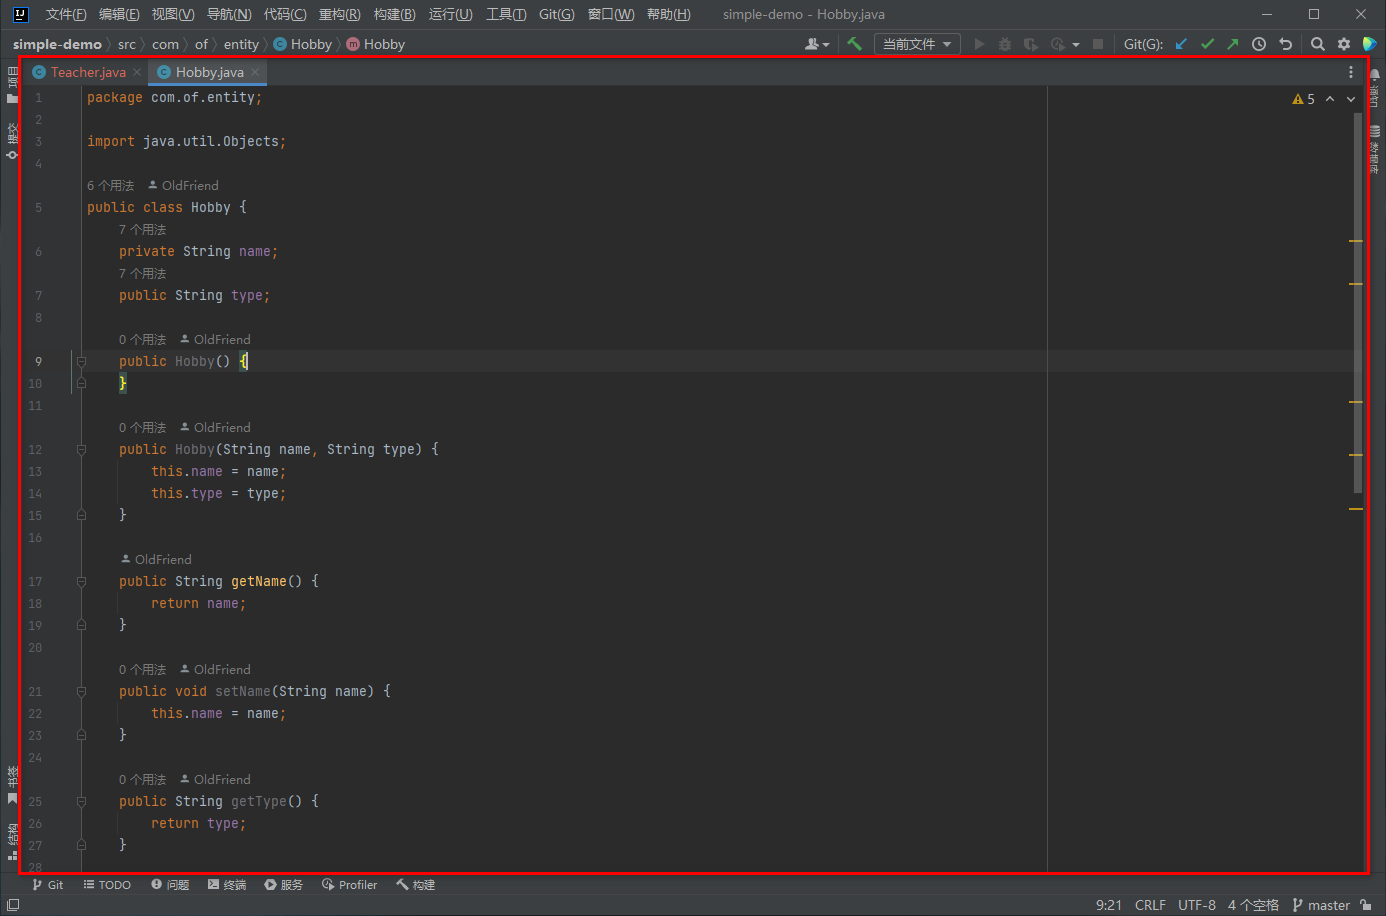 文件(F) 编辑(E) 视图(V) 导航(N) 代码(C) 重构(R) 构建(B) 运行(U) 工具(T) Git(G) 窗口(W) 帮助(H) simple-demo - Hobby.java
simple-demo src com of entity Hobby Hobby 当前文件 Git(G):
项目 Teacher.java Hobby.java 通知
1 package com.of.entity; 5
2
提交
3 import java.util.Objects;
数据库
4
6 个用法 OldFriend
5 public class Hobby {
7 个用法
6 private String name;
7 个用法
7 public String type;
8
0 个用法 OldFriend
9 public Hobby() {
10 }
11
0 个用法 OldFriend
12 public Hobby(String name, String type) {
13 this.name = name;
14 this.type = type;
15 }
16
OldFriend
17 public String getName() {
18 return name;
19 }
20
0 个用法 OldFriend
21 public void setName(String name) {
22 this.name = name;
23 }
24
书签
0 个用法 OldFriend
25 public String getType() {
26 return type;
结构
27 }
28
Git TODO 问题 终端 服务 Profiler 构建
9:21 CRLF UTF-8 4 个空格 master